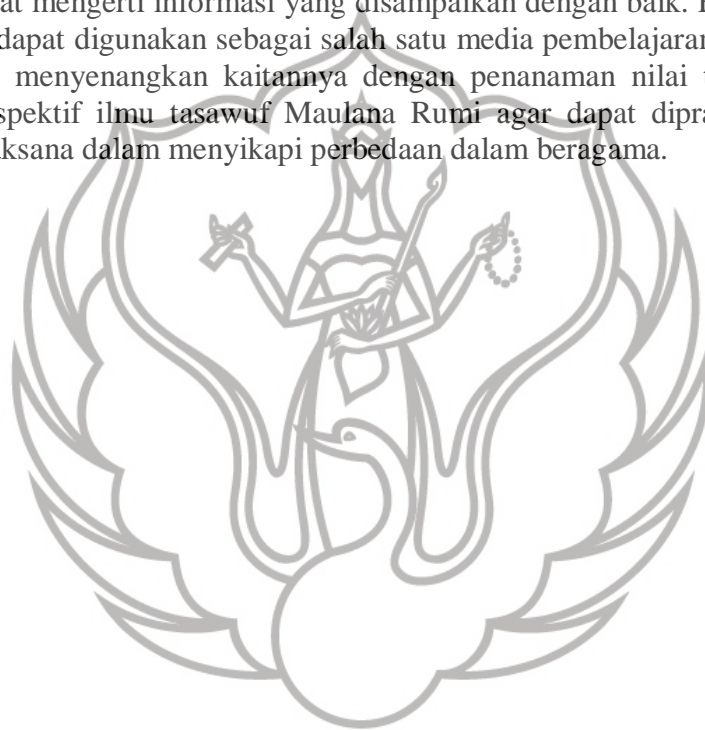 at mengerti informasi yang disampaikan dengan baik.
dapat digunakan sebagai salah satu media pembelajaran
menyenangkan kaitannya dengan penanaman nilai
spektif ilmu tasawuf Maulana Rumi agar dapat dipra
aksana dalam menyikapi perbedaan dalam beragama.